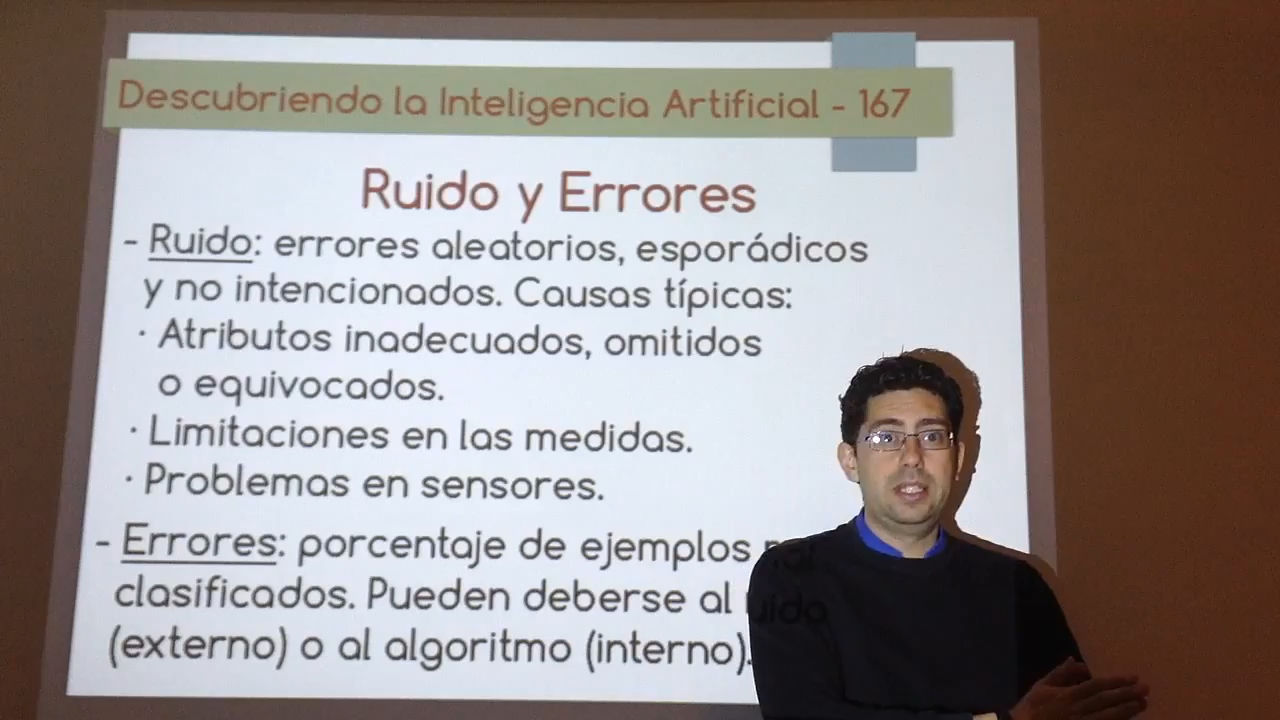 Descubriendo la Inteligencia Artificial - 167
Ruido y Errores
- Ruido: errores aleatorios, esporádicos
y no intencionados. Causas típicas:
· Atributos inadecuados, omitidos
o equivocados.
· Limitaciones en las medidas.
· Problemas en sensores.
- Errores: porcentaje de ejemplos mal
clasificados. Pueden deberse al ruido
(externo) o al algoritmo (interno).